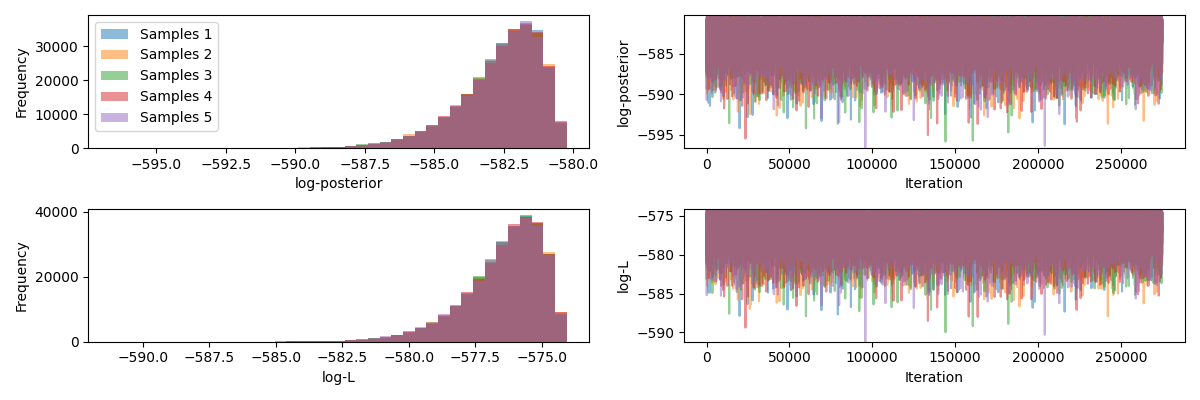 Frequency
30000
20000
10000
0
Samples 1
Samples 2
Samples 3
Samples 4
Samples 5
−595.0 −592.5 −590.0 −587.5 −585.0 −582.5 −580.0
log-posterior
log-posterior
−585
−590
−595
0 50000 100000 150000 200000 250000
Iteration
Frequency
40000
20000
0
−590.0 −587.5 −585.0 −582.5 −580.0 −577.5 −575.0
log-L
log-L
−575
−580
−585
−590
0 50000 100000 150000 200000 250000
Iteration